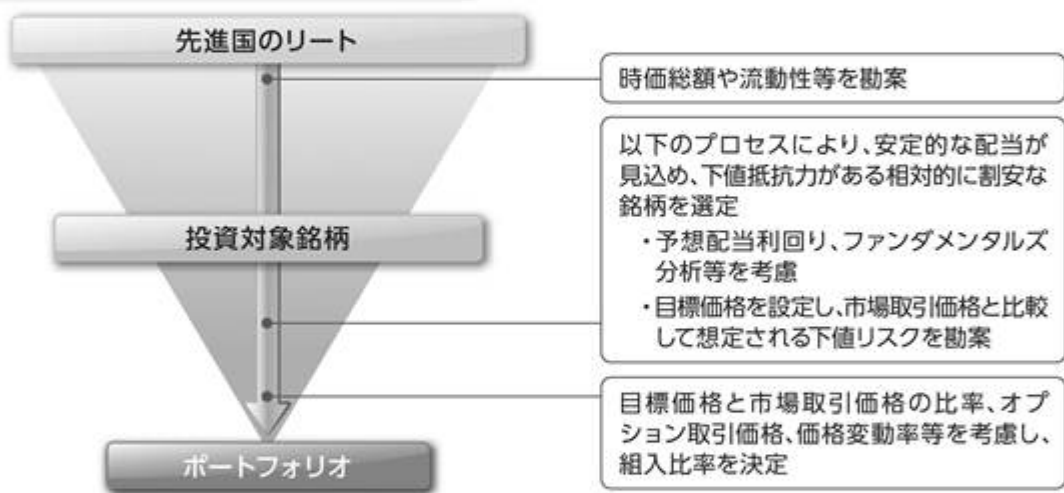 先進国のリート
時価総額や流動性等を勘案
以下のプロセスにより、安定的な配当が
見込め、下値抵抗力がある相対的に割安な
銘柄を選定
・予想配当利回り、ファンダメンタルズ
分析等を考慮
・目標価格を設定し、市場取引価格と比較
して想定される下値リスクを勘案
投資対象銘柄
目標価格と市場取引価格の比率、オプ
ション取引価格、価格変動率等を考慮し、
組入比率を決定
ポートフォリオ